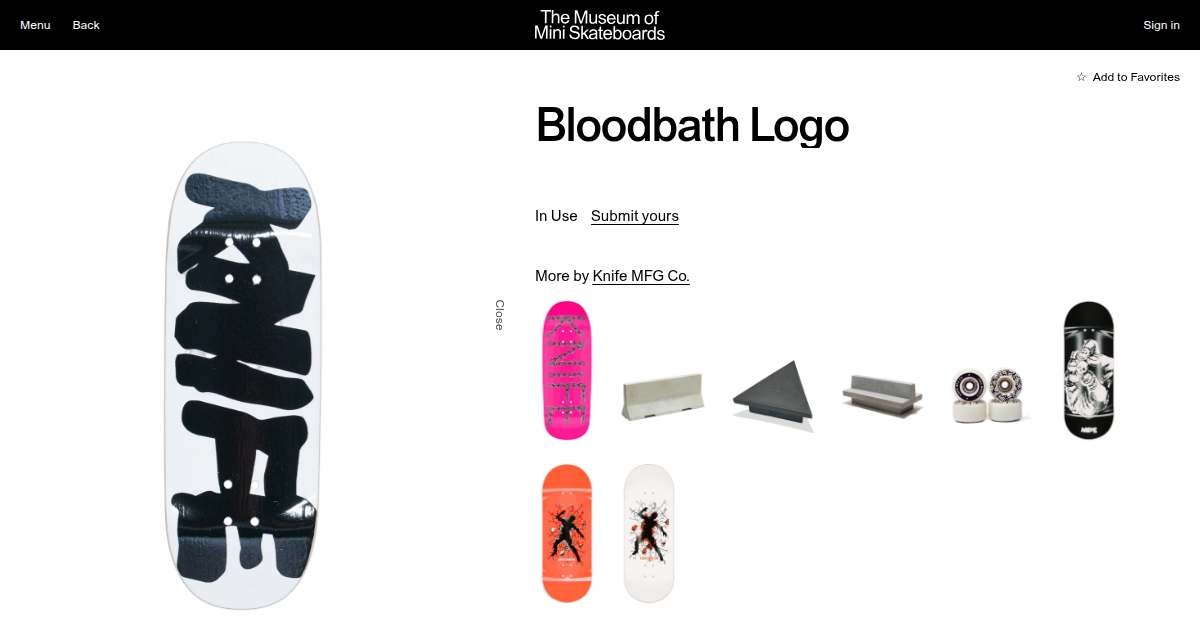 Menu
Back
The Museum of
Mini Skateboards
Sign in
☆ Add to Favorites
Bloodbath Logo
KNIFE
In Use
Submit yours
More by Knife MFG Co.
Close
KNIFE